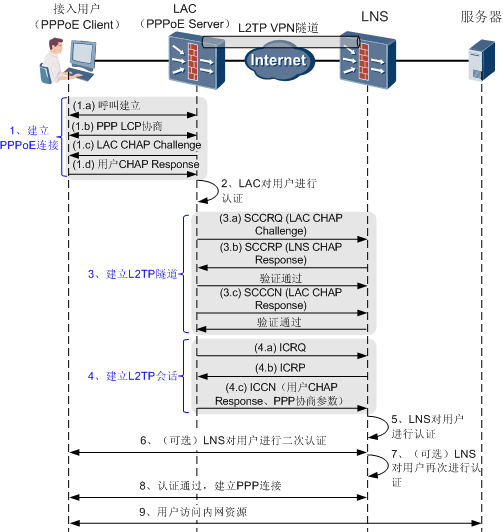 接入用户
(PPPoE Client)
LAC
(PPPoE Server)
L2TP VPN隧道
LNS
服务器
Internet
1、建立
PPPoE连接
(1.a) 呼叫建立
(1.b) PPP LCP协商
(1.c) LAC CHAP Challenge
(1.d) 用户CHAP Response
2、LAC对用户进行
认证
3、建立L2TP隧道
(3.a) SCCRQ (LAC CHAP
Challenge)
(3.b) SCCRP (LNS CHAP
Response)
验证通过
(3.c) SCCCN (LAC CHAP
Response)
验证通过
4、建立L2TP会话
(4.a) ICRQ
(4.b) ICRP
(4.c) ICCN（用户CHAP
Response、PPP协商参数）
5、LNS对用户
进行认证
6、（可选）LNS对用户进行二次认证
7、（可选）LNS
对用户再次进行认
证
8、认证通过，建立PPP连接
9、用户访问内网资源